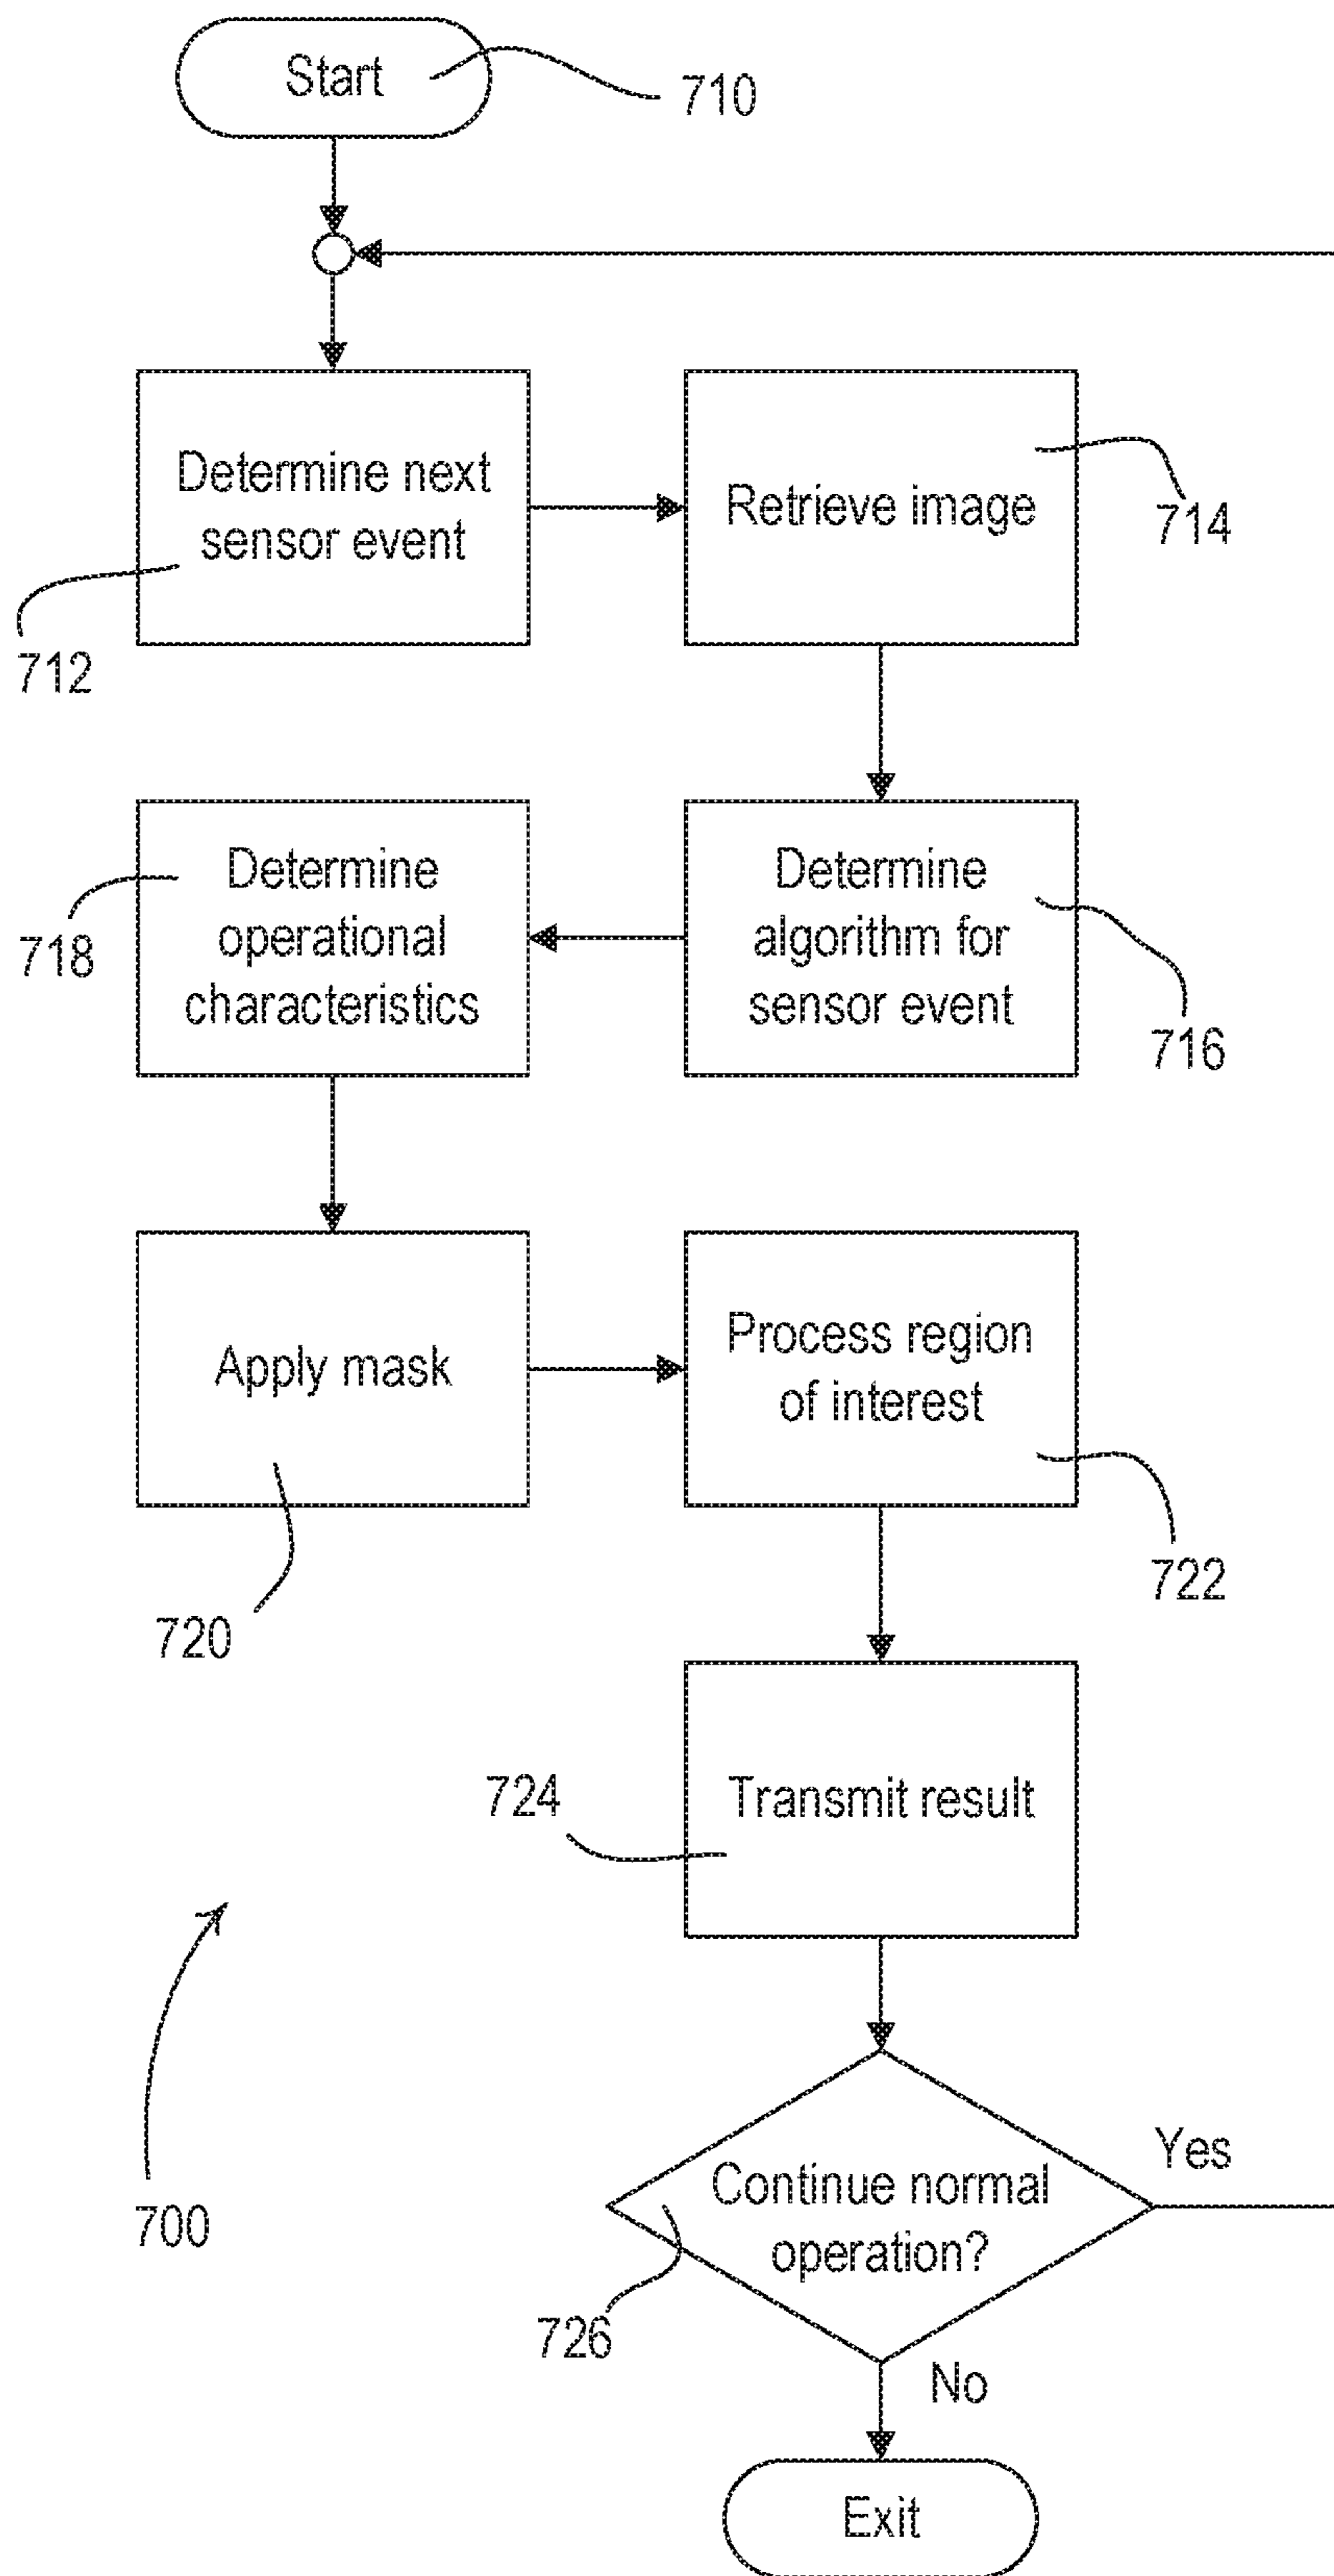 Start
710
Determine next
sensor event
712
Retrieve image
714
Determine
algorithm for
sensor event
716
Determine
operational
characteristics
718
Apply mask
720
Process region
of interest
722
Transmit result
724
700
Continue normal
operation?
726
Yes
No
Exit